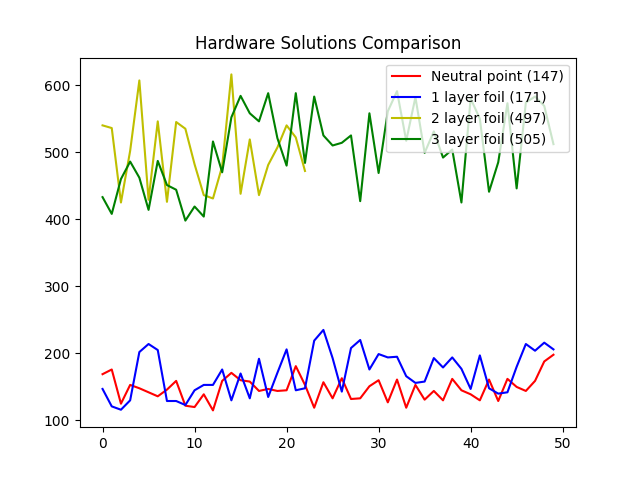 Hardware Solutions Comparison
Neutral point (147)
1 layer foil (171)
2 layer foil (497)
3 layer foil (505)
600
500
400
300
200
100
0
10
20
30
40
50